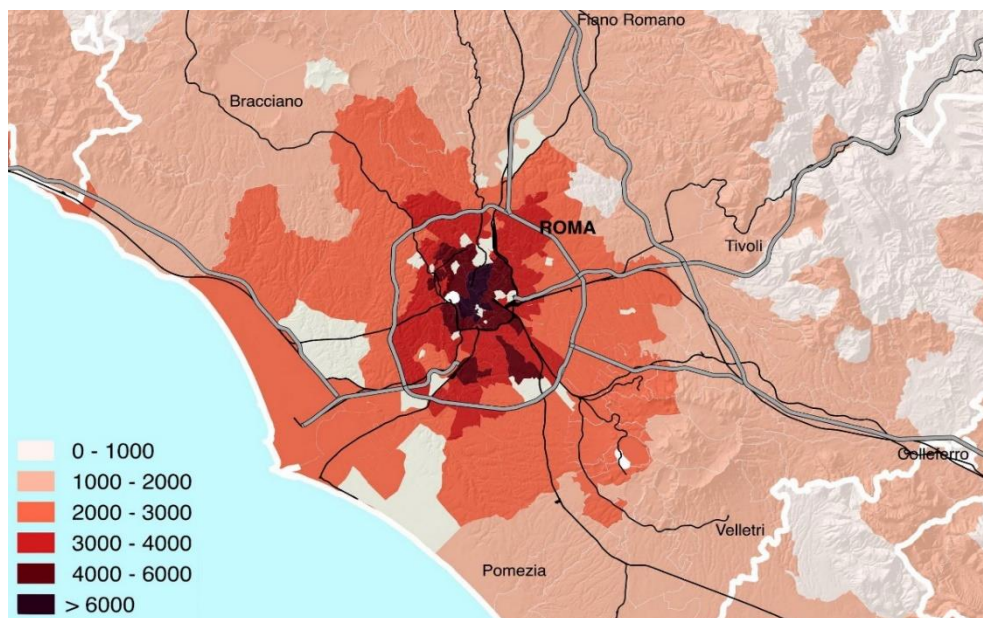 Fiano Romano
Bracciano
ROMA
Tivoli
Colleferro
Velletri
Pomezia
0 - 1000
1000 - 2000
2000 - 3000
3000 - 4000
4000 - 6000
> 6000